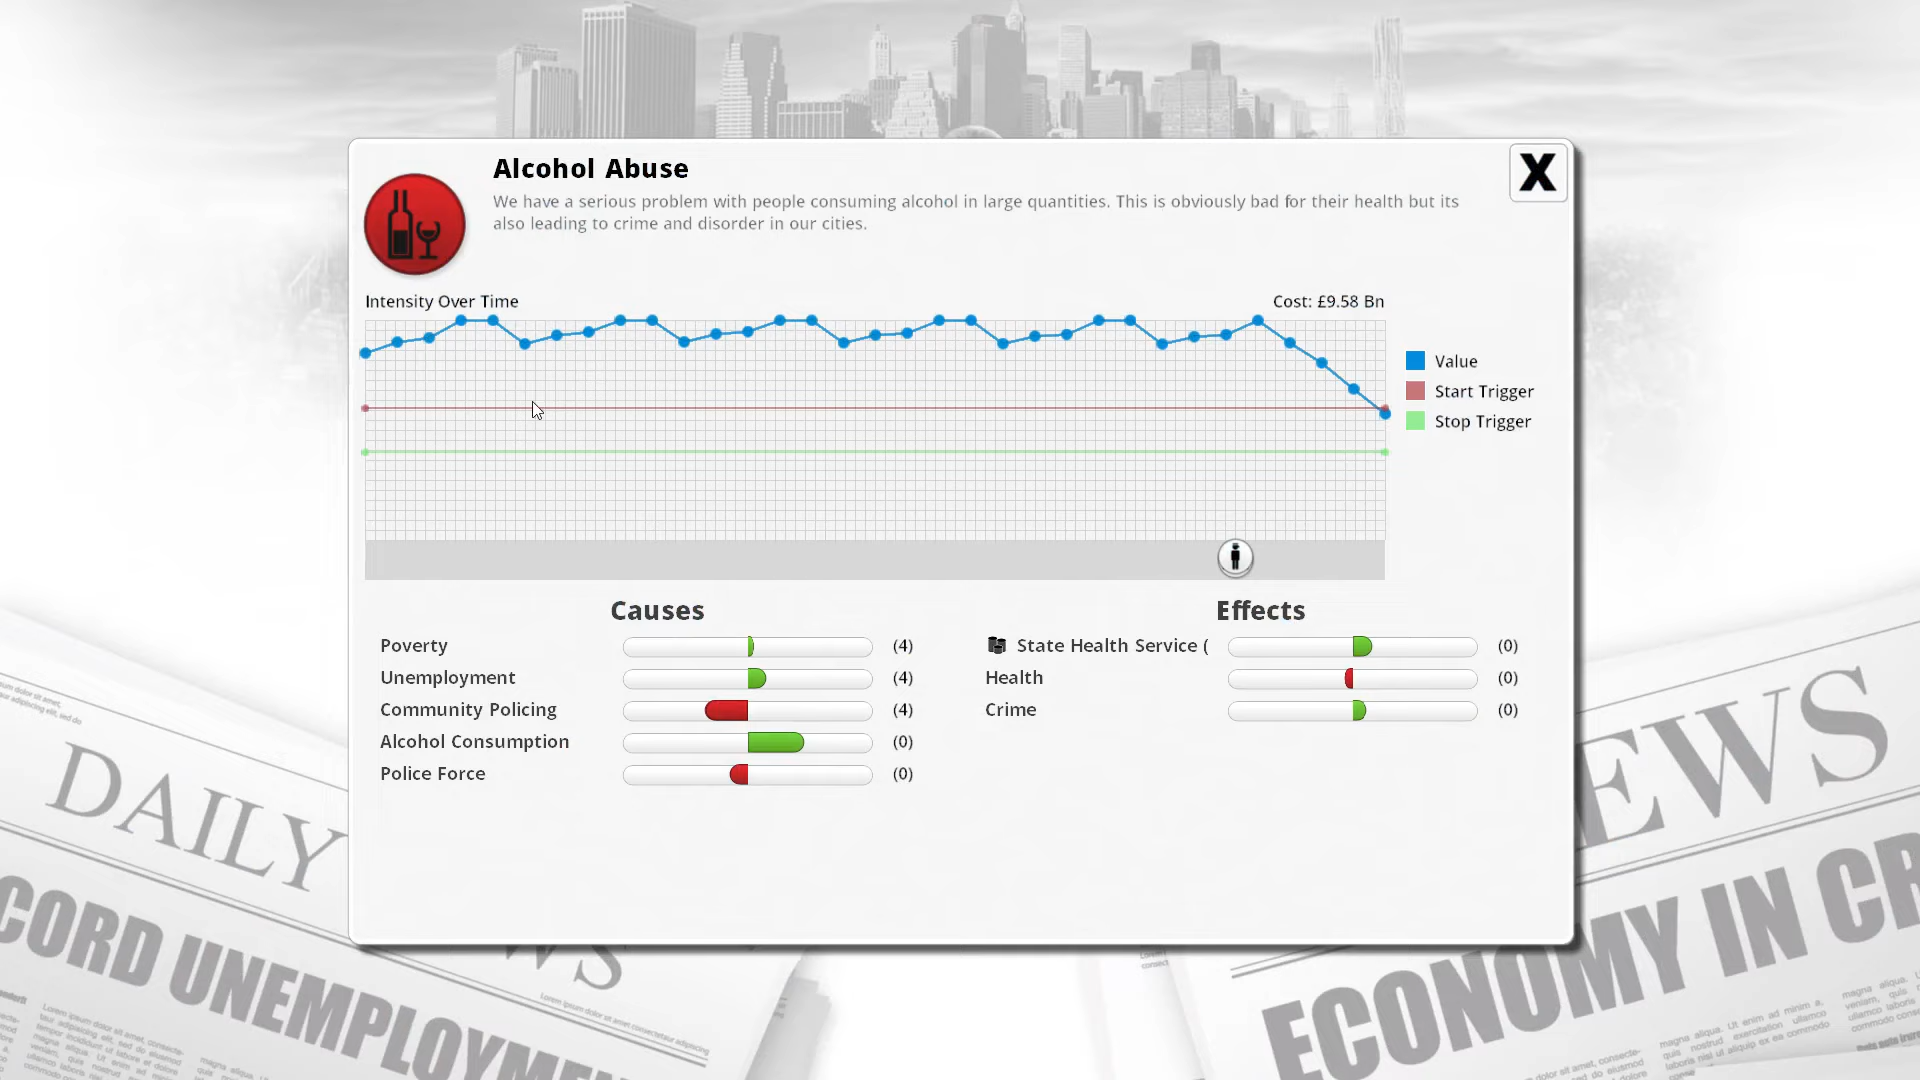 Alcohol Abuse
X
We have a serious problem with people consuming alcohol in large quantities. This is obviously bad for their health but its
also leading to crime and disorder in our cities.
Intensity Over Time
Cost: £9.58 Bn
Value
Start Trigger
Stop Trigger
Causes
Poverty (4)
Unemployment (4)
Community Policing (4)
Alcohol Consumption (0)
Police Force (0)
Effects
State Health Service ( (0)
Health (0)
Crime (0)
DAILY
CORD UNEMPLOYME
WS
EWS
ECONOMY IN CR